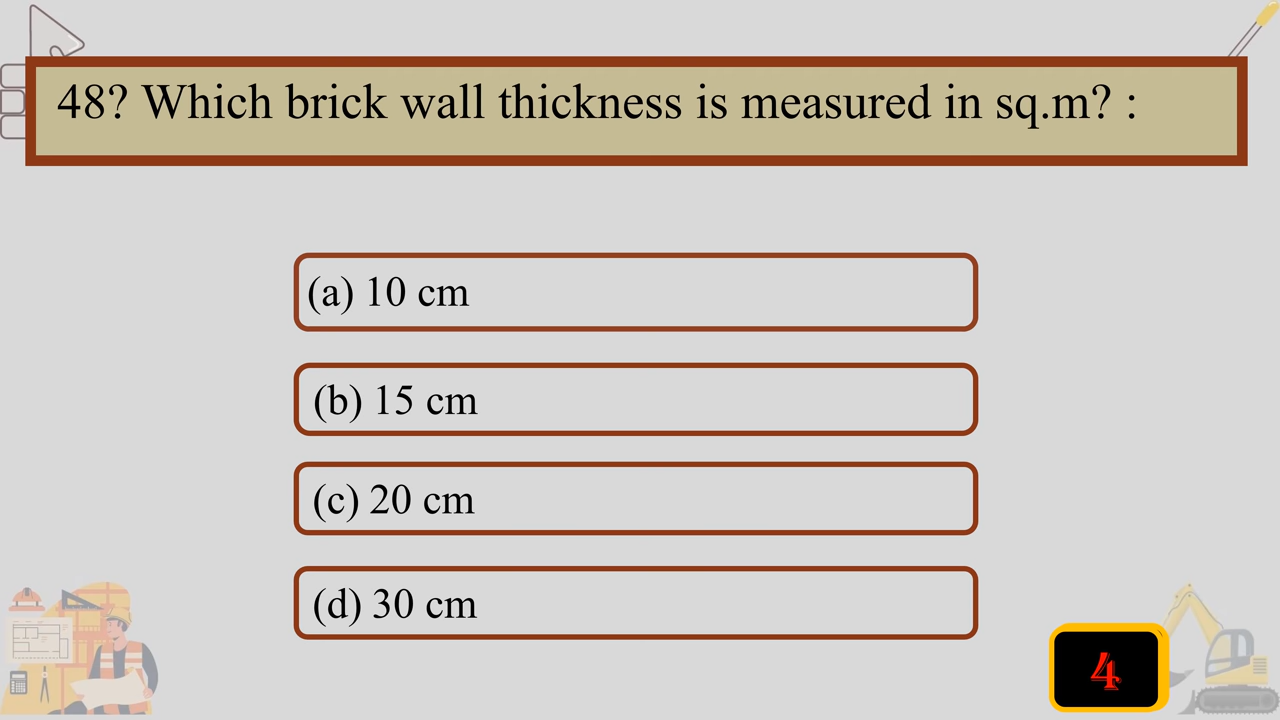 48? Which brick wall thickness is measured in sq.m? :
(a) 10 cm
(b) 15 cm
(c) 20 cm
(d) 30 cm
4